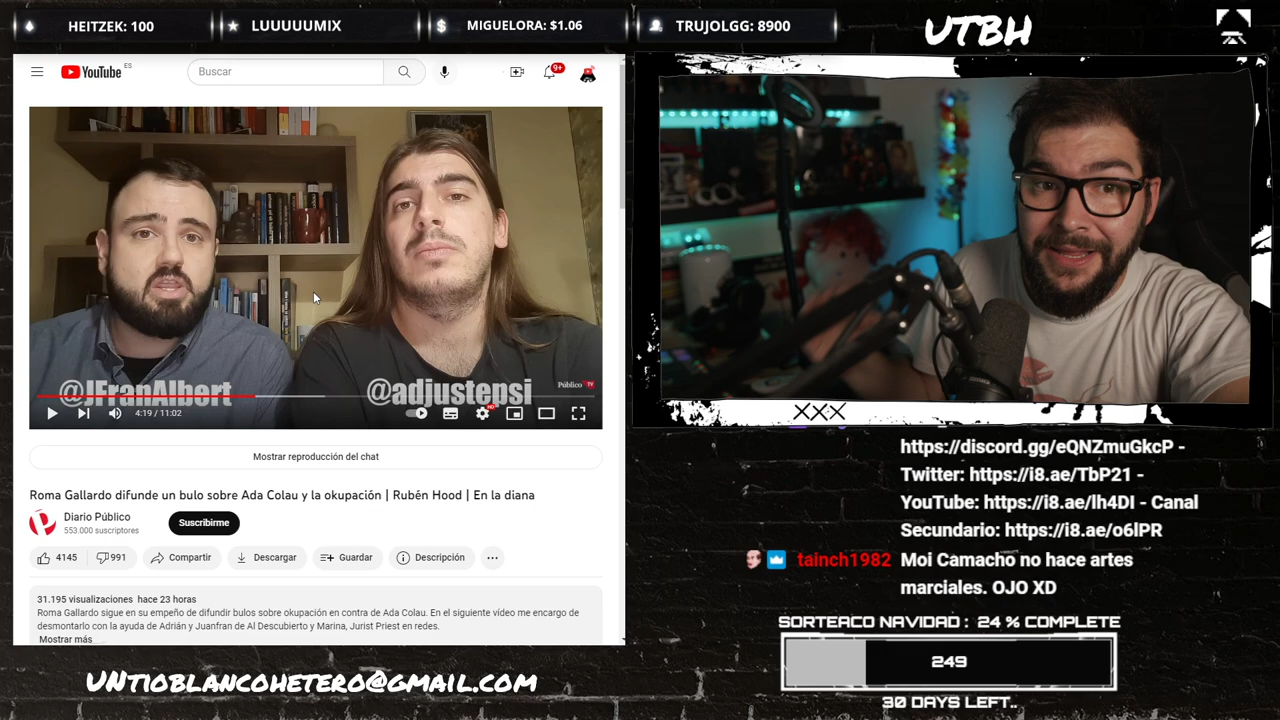 HEITZEK: 100
LUUUUUMIX
MIGUELORA: $1.06
TRUJOLGG: 8900
UTBH
YouTube ES
Buscar
9+
@JFranAlbert
@adjustepsi
Público TV
4:19 / 11:02
Mostrar reproducción del chat
Roma Gallardo difunde un bulo sobre Ada Colau y la okupación | Rubén Hood | En la diana
Diario Público
553.000 suscriptores
Suscribirme
4145
991
Compartir
Descargar
Guardar
Descripción
31.195 visualizaciones hace 23 horas
Roma Gallardo sigue en su empeño de difundir bulos sobre okupación en contra de Ada Colau. En el siguiente vídeo me encargo de
desmontarlo con la ayuda de Adrián y Juanfran de Al Descubierto y Marina, Jurist Priest en redes.
Mostrar más
UNTIOBLANCOHETERO@GMAIL.COM
XXX
https://discord.gg/eQNZmuGkcP -
Twitter: https://i8.ae/TbP21 -
YouTube: https://i8.ae/lh4DI - Canal
Secundario: https://i8.ae/o6lPR
tainch1982 Moi Camacho no hace artes
marciales. OJO XD
SORTEACO NAVIDAD : 24 % COMPLETE
249
30 DAYS LEFT..